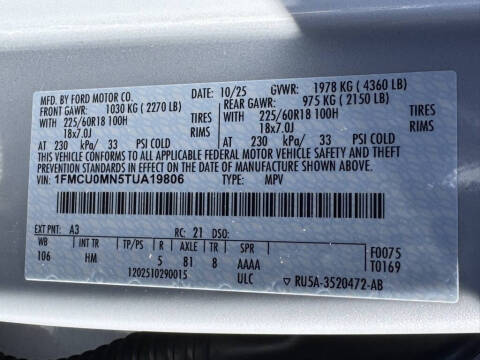 MFD. BY FORD MOTOR CO. 10/25 GVWR: 1978 KG (4360 LB)
FRONT GAWR: 1030 KG (2270 LB) REAR GAWR: 975 KG (2150 LB)
WITH 225/60R18 100H TIRES WITH 225/60R18 100H TIRES
18x7.0J RIMS 18x7.0J RIMS
AT 230 kPa/ 33 PSI COLD AT 230 kPa/ 33 PSI COLD
THIS VEHICLE CONFORMS TO ALL APPLICABLE FEDERAL MOTOR VEHICLE SAFETY AND THEFT
PREVENTION STANDARDS IN EFFECT ON THE DATE OF MANUFACTURE SHOWN ABOVE.
VIN: 1FMCU0MN5TUA19806 TYPE: MPV
EXT PNT: A3 RC: 21 DSO:
WB INT TR TP/PS R AXLE TR SPR F0075
106 HM 5 81 8 AAAA T0169
1202510290015 ULC ▽ RU5A-3520472-AB